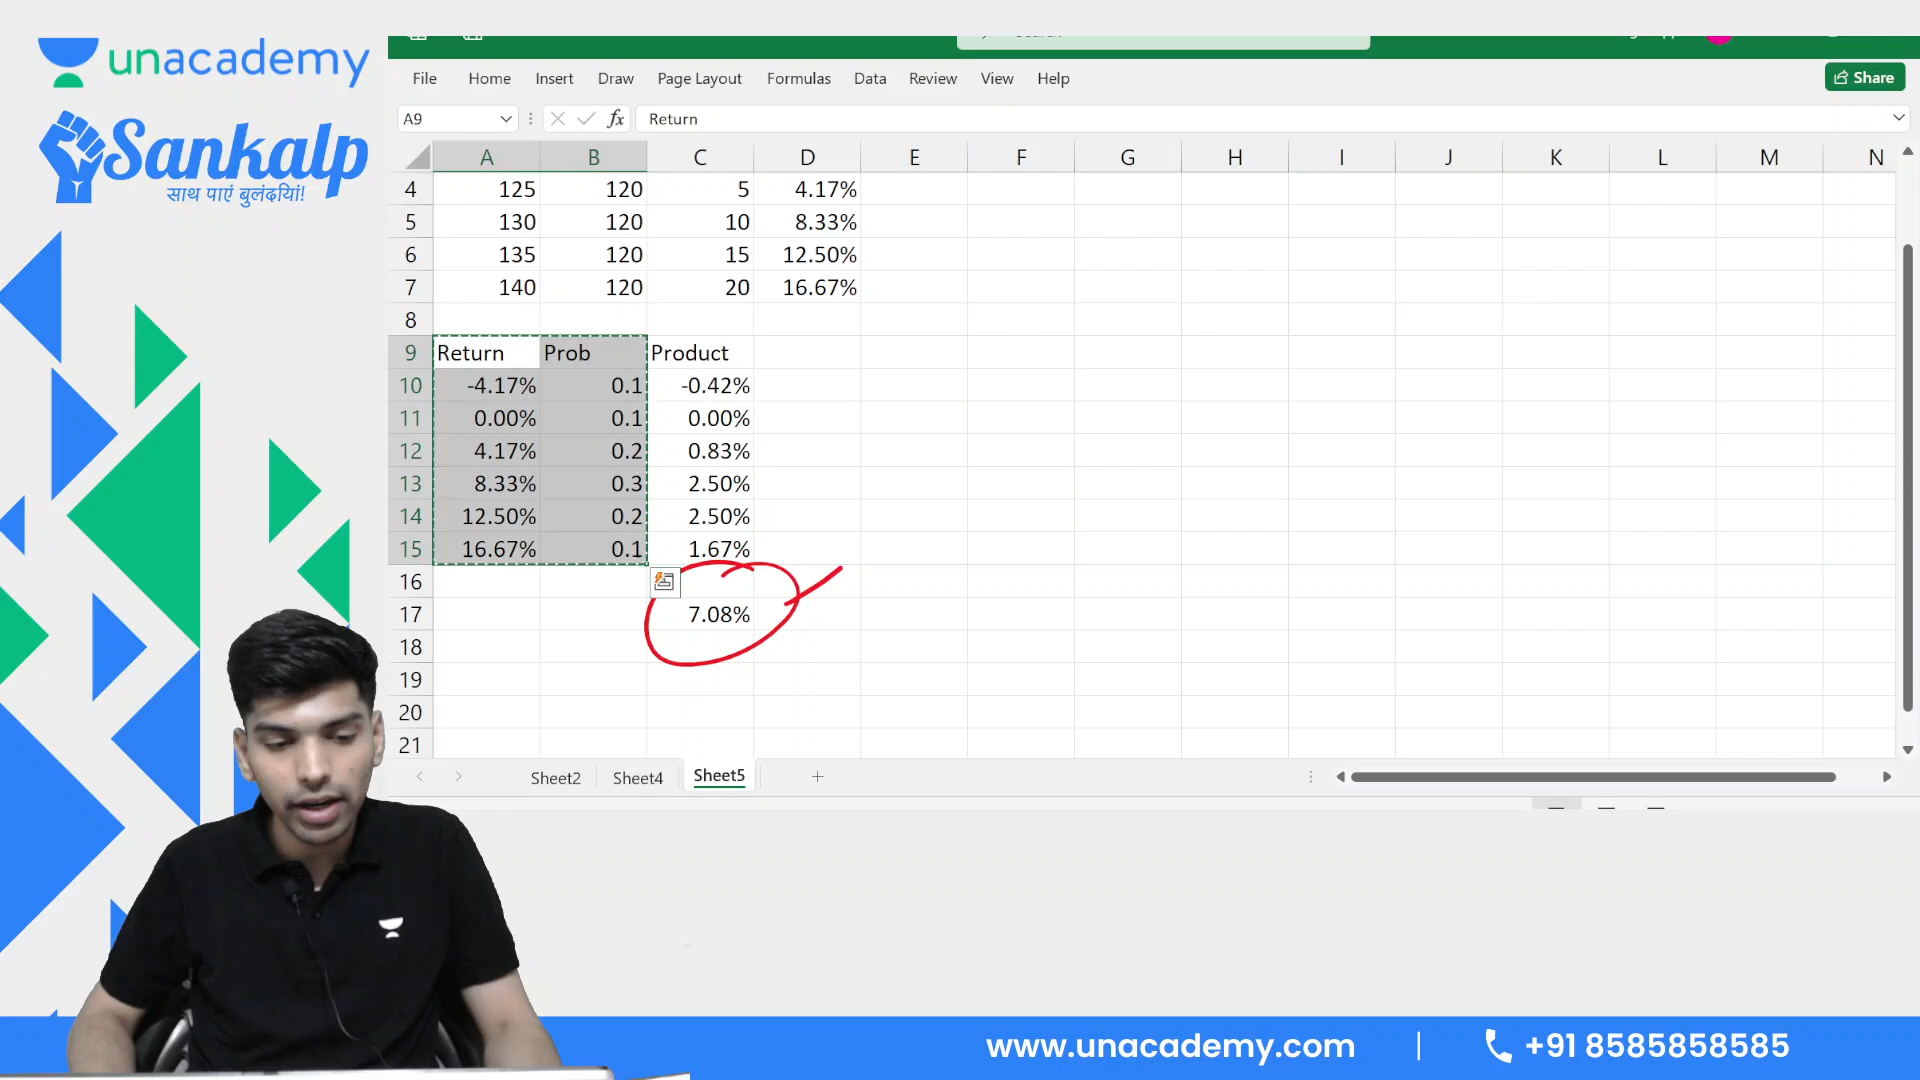 unacademy
Sankalp
साथ पाएं बुलंदियां!
File Home Insert Draw Page Layout Formulas Data Review View Help Share
A9 fx Return
A B C D E F G H I J K L M N
4 125 120 5 4.17%
5 130 120 10 8.33%
6 135 120 15 12.50%
7 140 120 20 16.67%
8
9 Return Prob Product
10 -4.17% 0.1 -0.42%
11 0.00% 0.1 0.00%
12 4.17% 0.2 0.83%
13 8.33% 0.3 2.50%
14 12.50% 0.2 2.50%
15 16.67% 0.1 1.67%
16
17 7.08%
18
19
20
21
Sheet2 Sheet4 Sheet5 +
www.unacademy.com | +91 8585858585